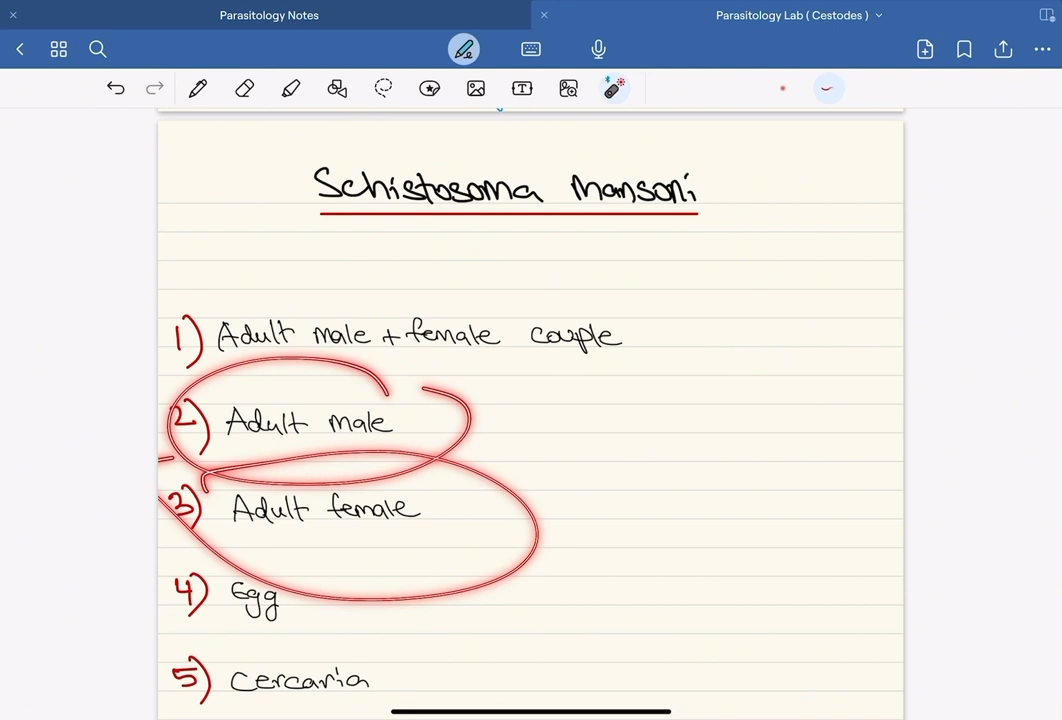 Parasitology Notes
Parasitology Lab ( Cestodes )
Schistosoma Mansoni
1) Adult male + female couple
2) Adult male
3) Adult female
4) Egg
5) Cercaria